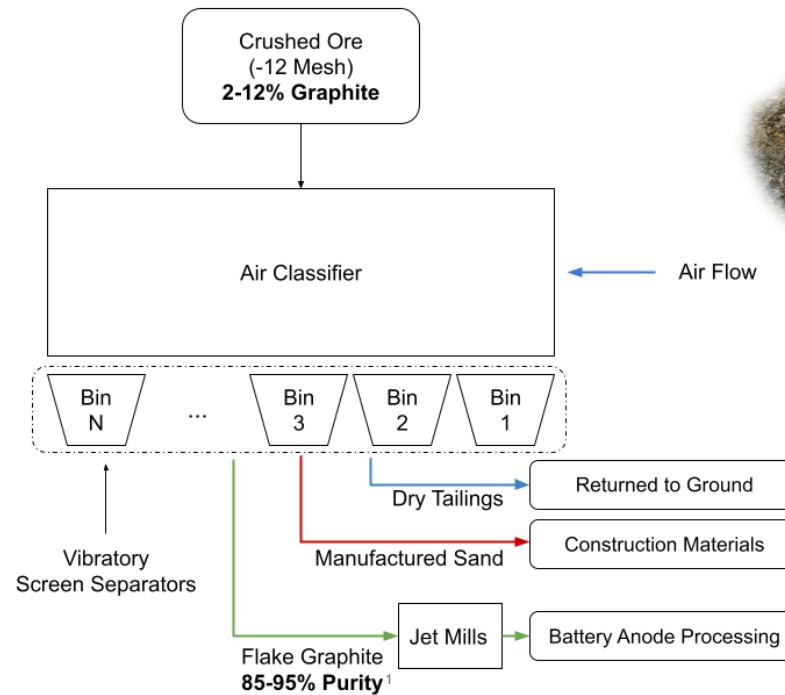 Crushed Ore
(-12 Mesh)
2-12% Graphite
Air Classifier
Air Flow
Bin
N
...
Bin
3
Bin
2
Bin
1
Dry Tailings
Returned to Ground
Vibratory
Screen Separators
Manufactured Sand
Construction Materials
Flake Graphite
85-95% Purity¹
Jet Mills
Battery Anode Processing